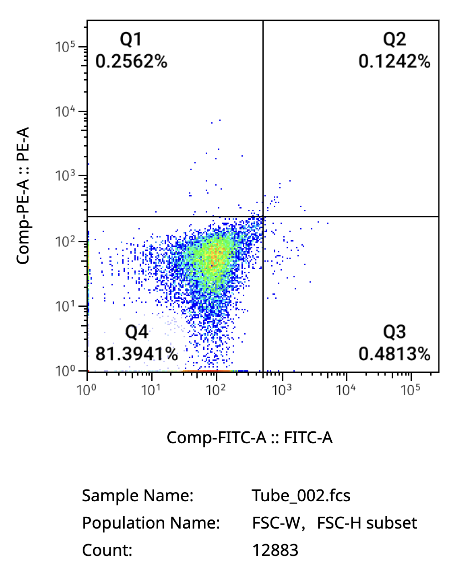 Q1
0.2562%
Q2
0.1242%
10⁵
10⁴
10³
10²
10¹
10⁰
Comp-PE-A :: PE-A
Q4
81.3941%
Q3
0.4813%
10⁰ 10¹ 10² 10³ 10⁴ 10⁵
Comp-FITC-A :: FITC-A
Sample Name: Tube_002.fcs
Population Name: FSC-W, FSC-H subset
Count: 12883